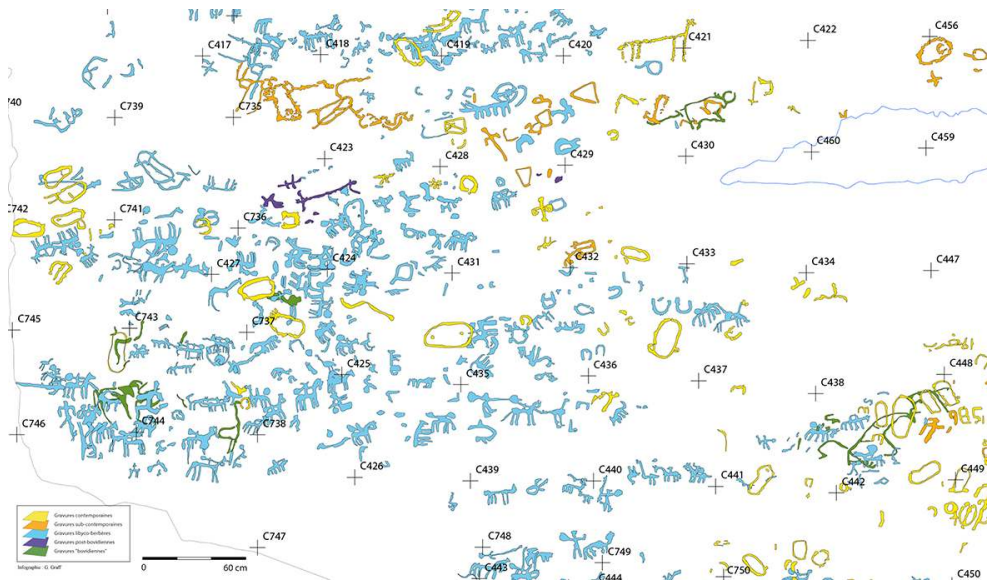 C417
C418
C419
C420
C421
C422
C456
740
C739
C735
C423
C428
C429
C430
C460
C459
C742
C741
C736
C427
C424
C431
C432
C433
C434
C447
C745
C743
C737
C425
C435
C436
C437
C438
C448
C746
C744
C738
C426
C439
C440
C441
C442
C449
Gravures contemporaines
Gravures sub-contemporaines
Gravures libyco-berbères
Gravures post-bovidiennes
Gravures "bovidiennes"
Infographie : G. Graff
60 cm
C747
C748
C749
C443
C444
C750
C450